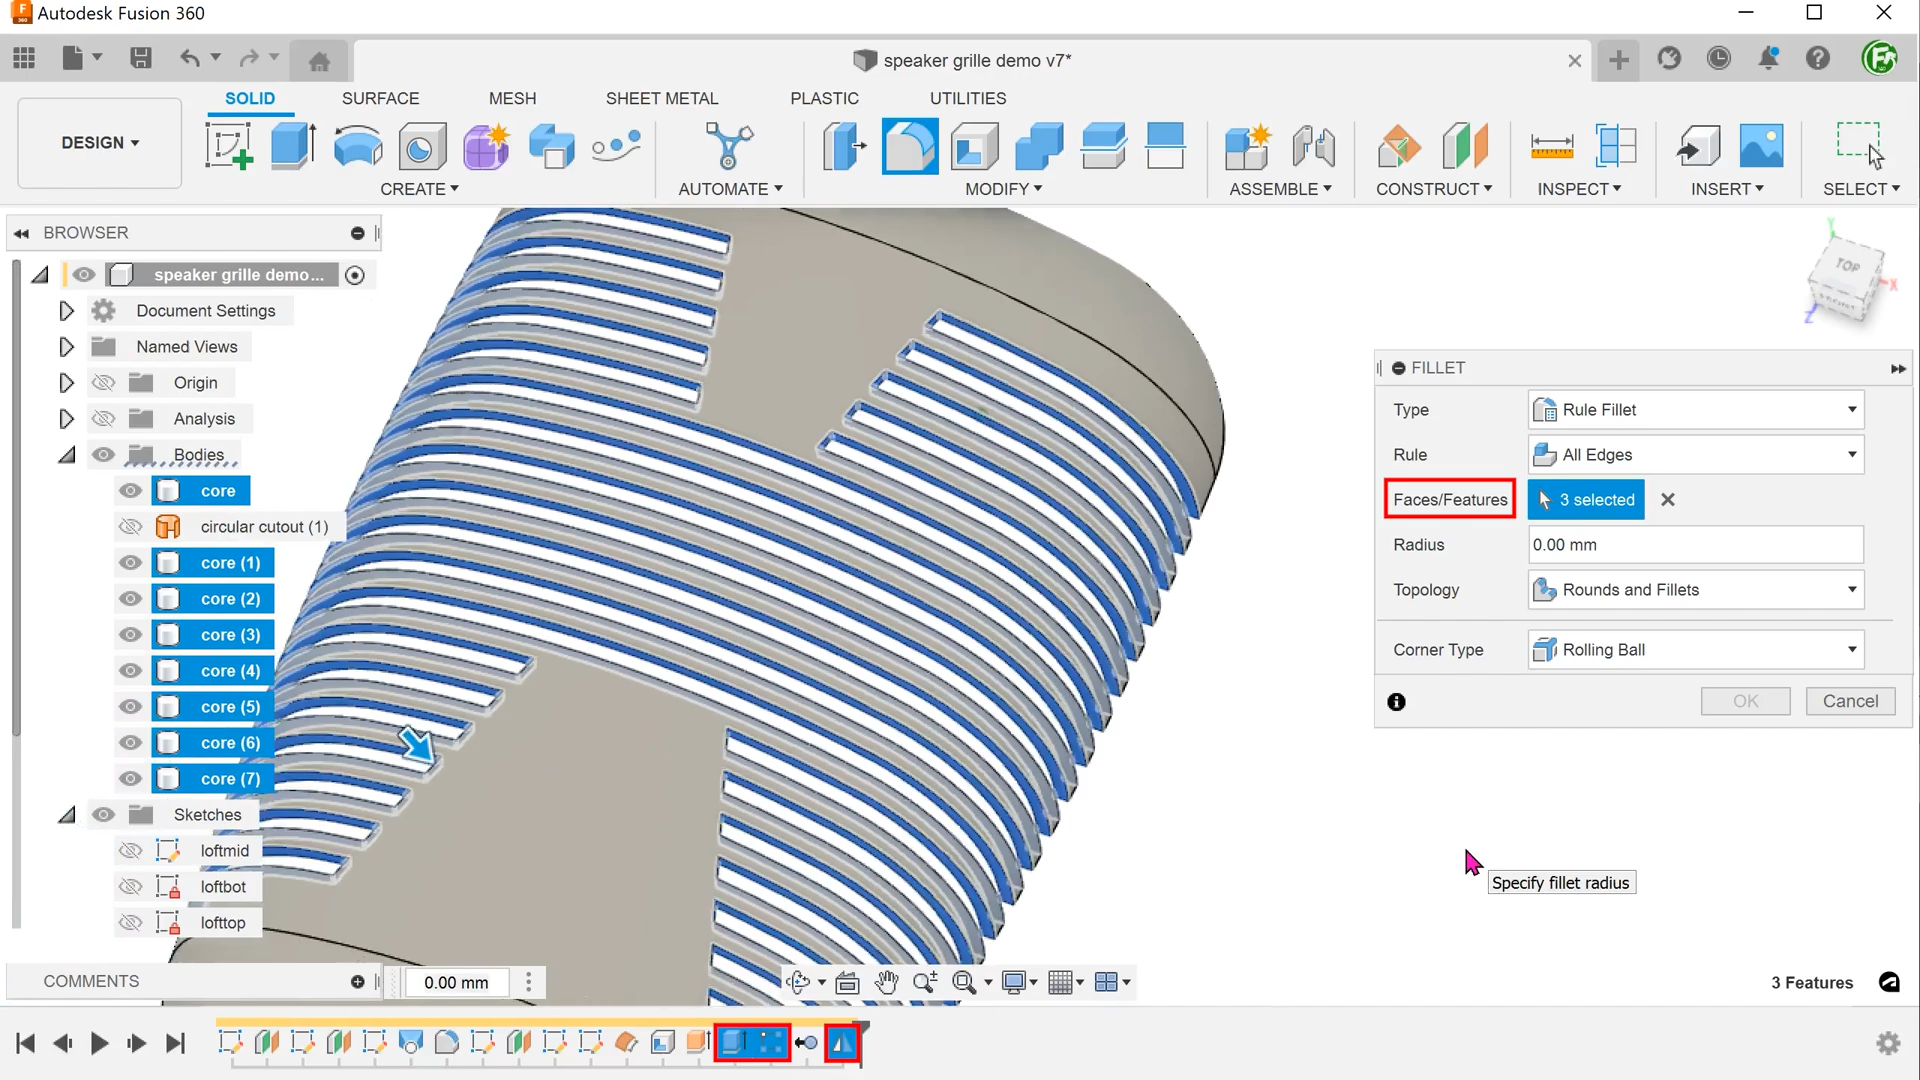 Autodesk Fusion 360
speaker grille demo v7*
SOLID SURFACE MESH SHEET METAL PLASTIC UTILITIES
DESIGN
CREATE AUTOMATE MODIFY ASSEMBLE CONSTRUCT INSPECT INSERT SELECT
BROWSER
speaker grille demo...
Document Settings
Named Views
Origin
Analysis
Bodies
core
circular cutout (1)
core (1)
core (2)
core (3)
core (4)
core (5)
core (6)
core (7)
Sketches
loftmid
loftbot
lofttop
TOP
FRONT
X
Y
Z
FILLET
Type Rule Fillet
Rule All Edges
Faces/Features 3 selected
Radius 0.00 mm
Topology Rounds and Fillets
Corner Type Rolling Ball
OK Cancel
Specify fillet radius
COMMENTS
0.00 mm
3 Features